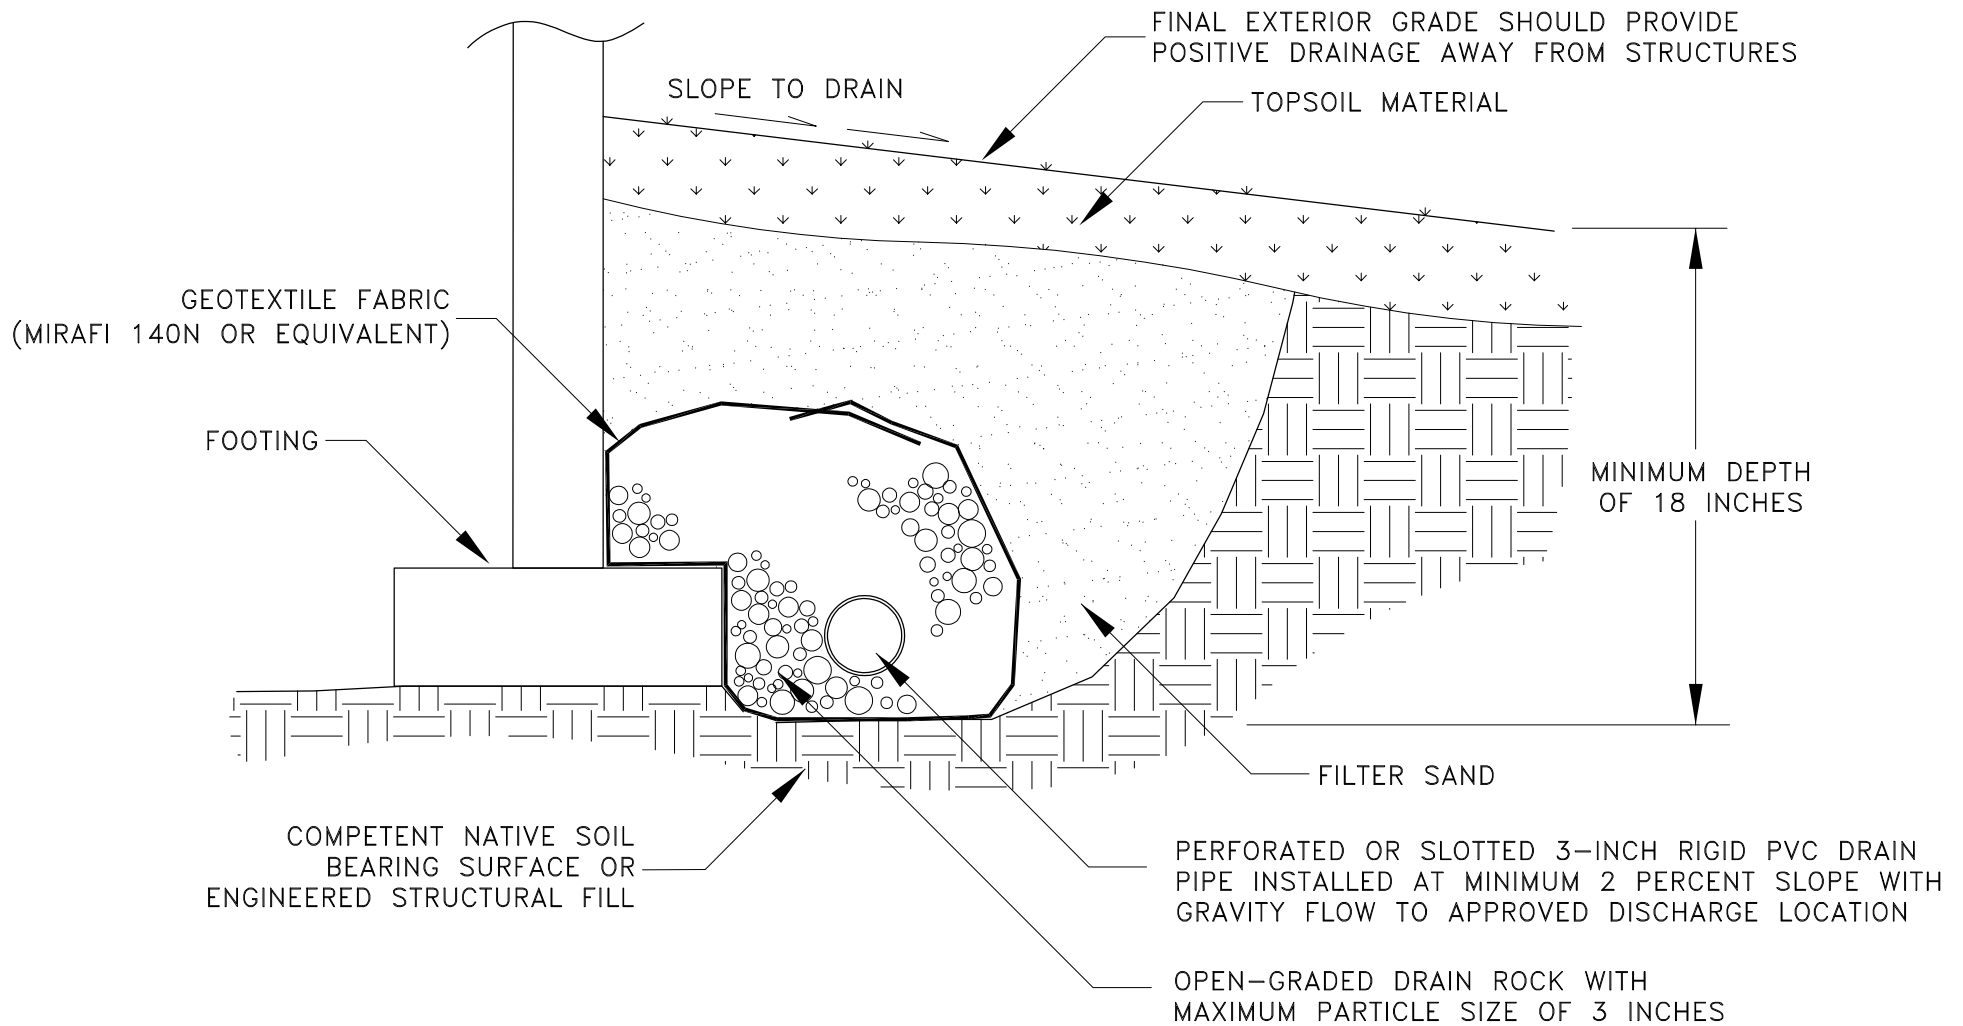 FINAL EXTERIOR GRADE SHOULD PROVIDE
POSITIVE DRAINAGE AWAY FROM STRUCTURES
SLOPE TO DRAIN
TOPSOIL MATERIAL
GEOTEXTILE FABRIC
(MIRAFI 140N OR EQUIVALENT)
FOOTING
MINIMUM DEPTH
OF 18 INCHES
FILTER SAND
COMPETENT NATIVE SOIL
BEARING SURFACE OR
ENGINEERED STRUCTURAL FILL
PERFORATED OR SLOTTED 3-INCH RIGID PVC DRAIN
PIPE INSTALLED AT MINIMUM 2 PERCENT SLOPE WITH
GRAVITY FLOW TO APPROVED DISCHARGE LOCATION
OPEN-GRADED DRAIN ROCK WITH
MAXIMUM PARTICLE SIZE OF 3 INCHES